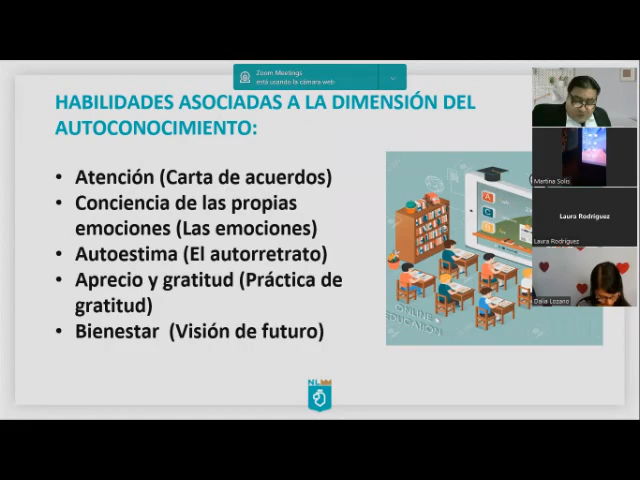 Zoom Meetings
está usando la cámara web
HABILIDADES ASOCIADAS A LA DIMENSIÓN DEL
AUTOCONOCIMIENTO:
• Atención (Carta de acuerdos)
• Conciencia de las propias
emociones (Las emociones)
• Autoestima (El autorretrato)
• Aprecio y gratitud (Práctica de
gratitud)
• Bienestar (Visión de futuro)
A
C
ONLINE
EDUCATION
NL
Martina Solis
Laura Rodriguez
Laura Rodriguez
Dalia Lozano